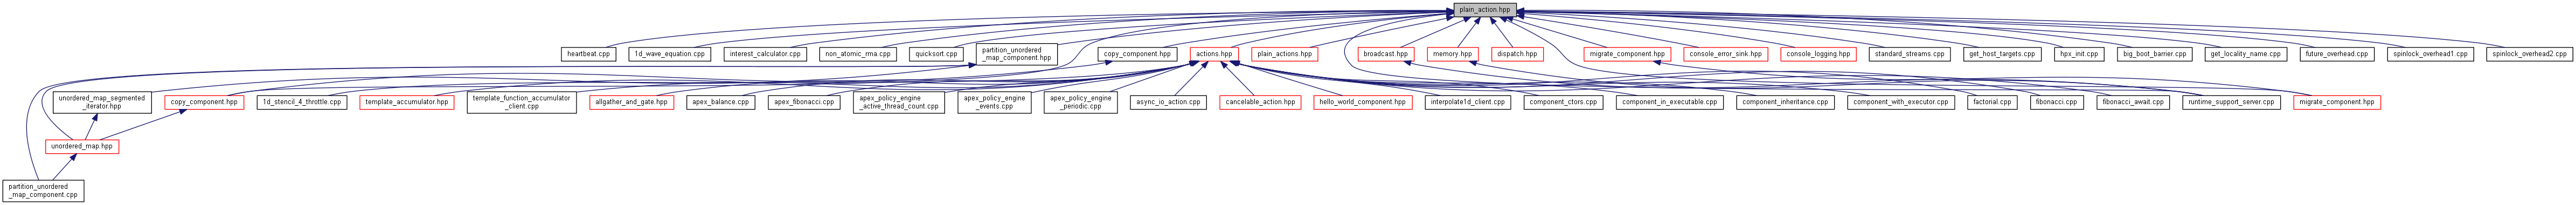 plain_action.hpp
heartbeat.cpp
1d_wave_equation.cpp
interest_calculator.cpp
non_atomic_rma.cpp
quicksort.cpp
partition_unordered
_map_component.hpp
copy_component.hpp
actions.hpp
plain_actions.hpp
broadcast.hpp
memory.hpp
dispatch.hpp
migrate_component.hpp
console_error_sink.hpp
console_logging.hpp
standard_streams.cpp
get_host_targets.cpp
hpx_init.cpp
big_boot_barrier.cpp
get_locality_name.cpp
future_overhead.cpp
spinlock_overhead1.cpp
spinlock_overhead2.cpp
unordered_map_segmented
_iterator.hpp
copy_component.hpp
1d_stencil_4_throttle.cpp
template_accumulator.hpp
template_function_accumulator
_client.cpp
allgather_and_gate.hpp
apex_balance.cpp
apex_fibonacci.cpp
apex_policy_engine
_active_thread_count.cpp
apex_policy_engine
_events.cpp
apex_policy_engine
_periodic.cpp
async_io_action.cpp
cancelable_action.hpp
hello_world_component.hpp
interpolate1d_client.cpp
component_ctors.cpp
component_in_executable.cpp
component_inheritance.cpp
component_with_executor.cpp
factorial.cpp
fibonacci.cpp
fibonacci_await.cpp
runtime_support_server.cpp
migrate_component.hpp
unordered_map.hpp
partition_unordered
_map_component.cpp